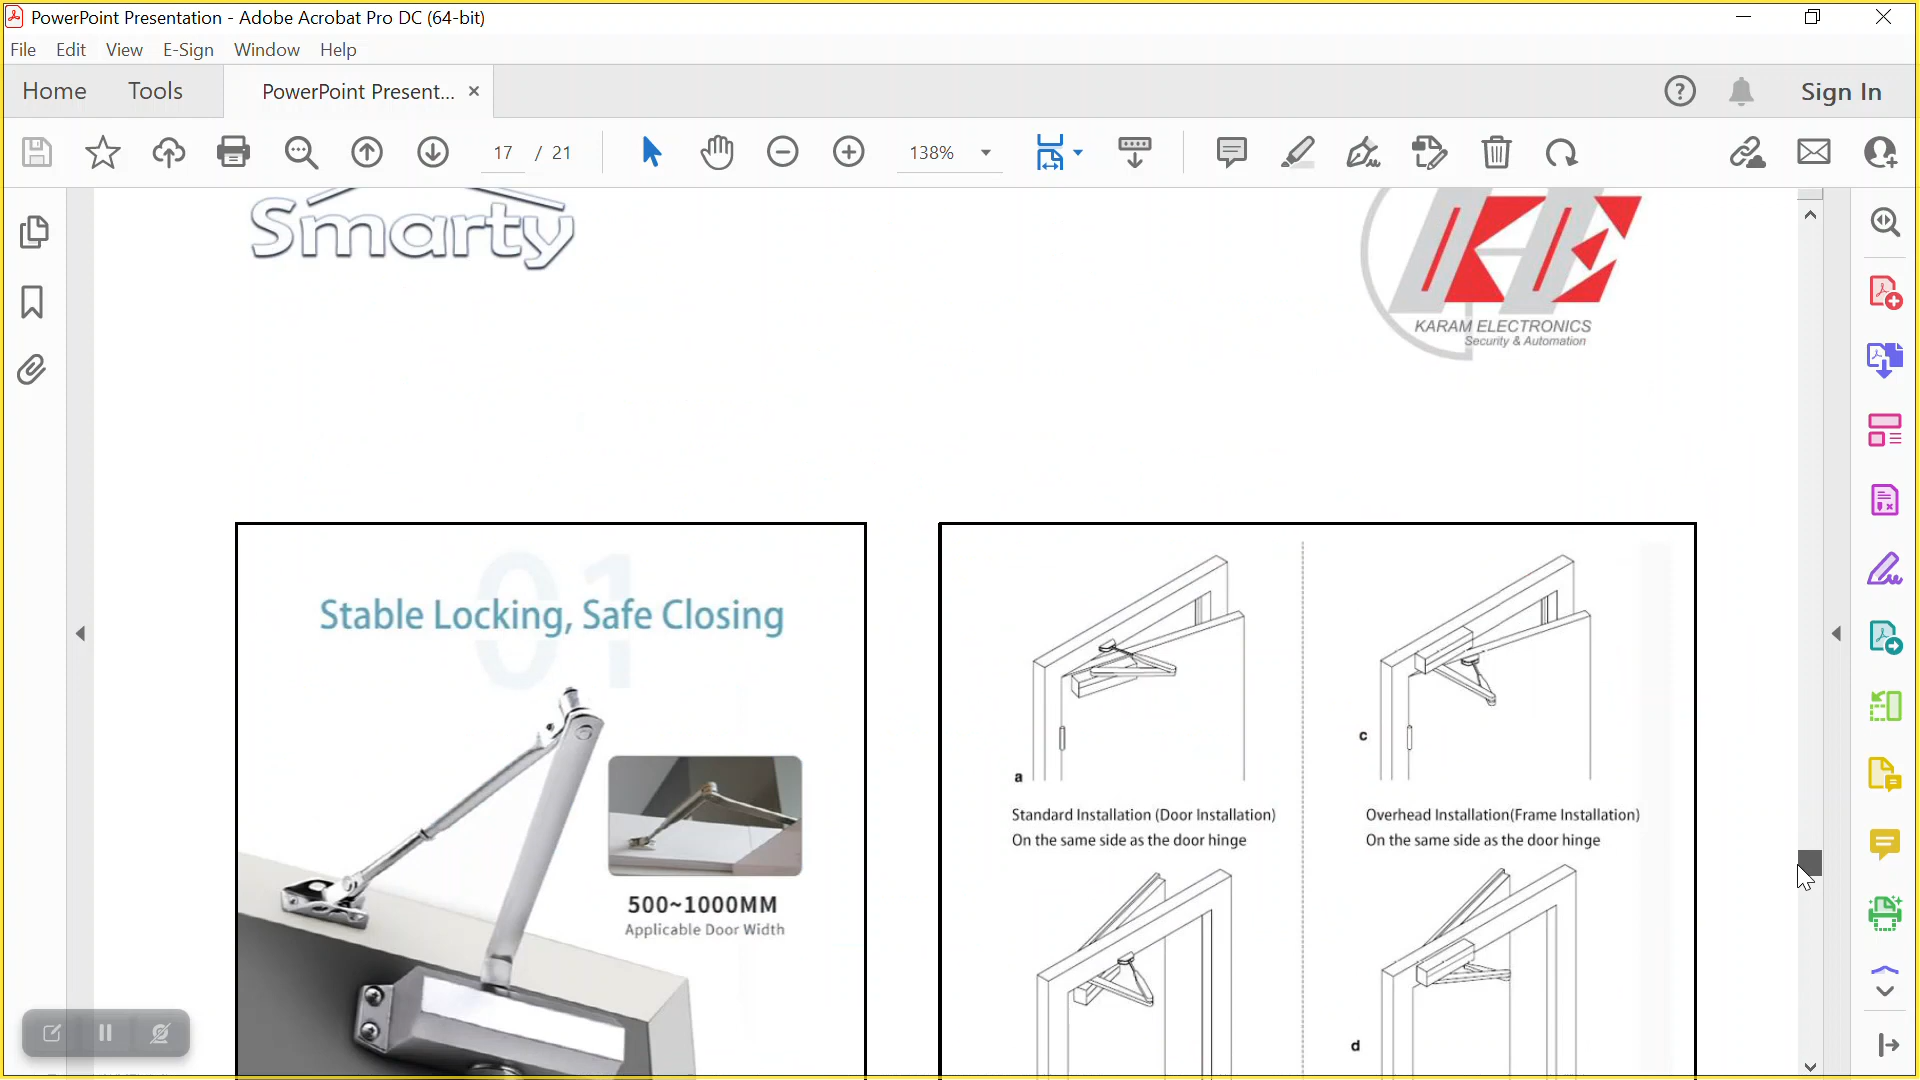 PowerPoint Presentation - Adobe Acrobat Pro DC (64-bit)
File Edit View E-Sign Window Help
Home Tools PowerPoint Present... Sign In
17 / 21 138%
Smarty
KE
KARAM ELECTRONICS
Security & Automation
01
Stable Locking, Safe Closing
500~1000MM
Applicable Door Width
a
c
Standard Installation (Door Installation)
On the same side as the door hinge
Overhead Installation(Frame Installation)
On the same side as the door hinge
d